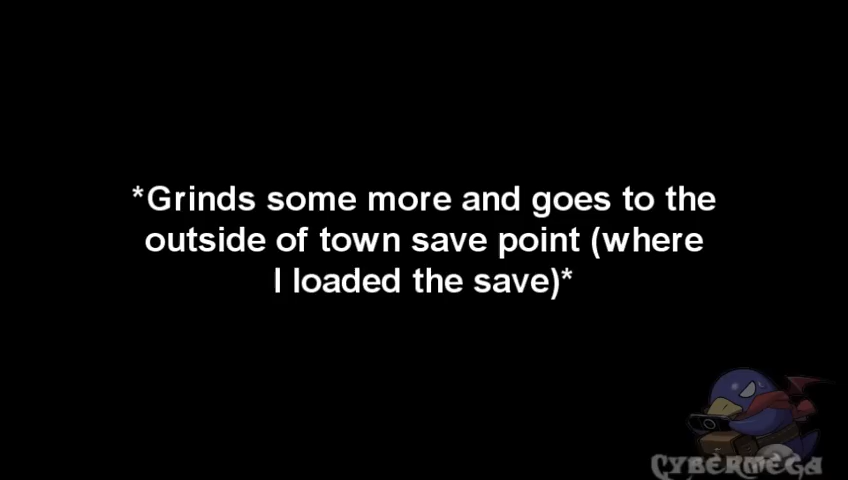 *Grinds some more and goes to the
outside of town save point (where
I loaded the save)*
CYBERMEGA